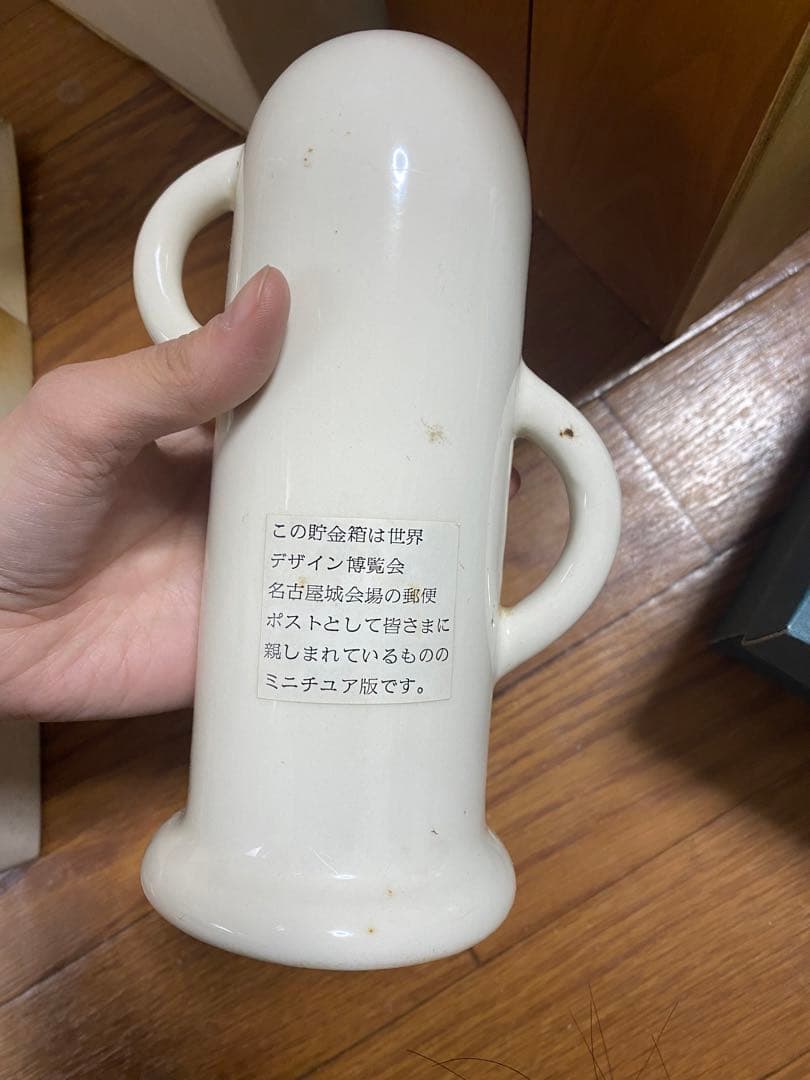 この貯金箱は世界
デザイン博覧会
名古屋城会場の郵便
ポストとして皆さまに
親しまれているものの
ミニチユア版です。